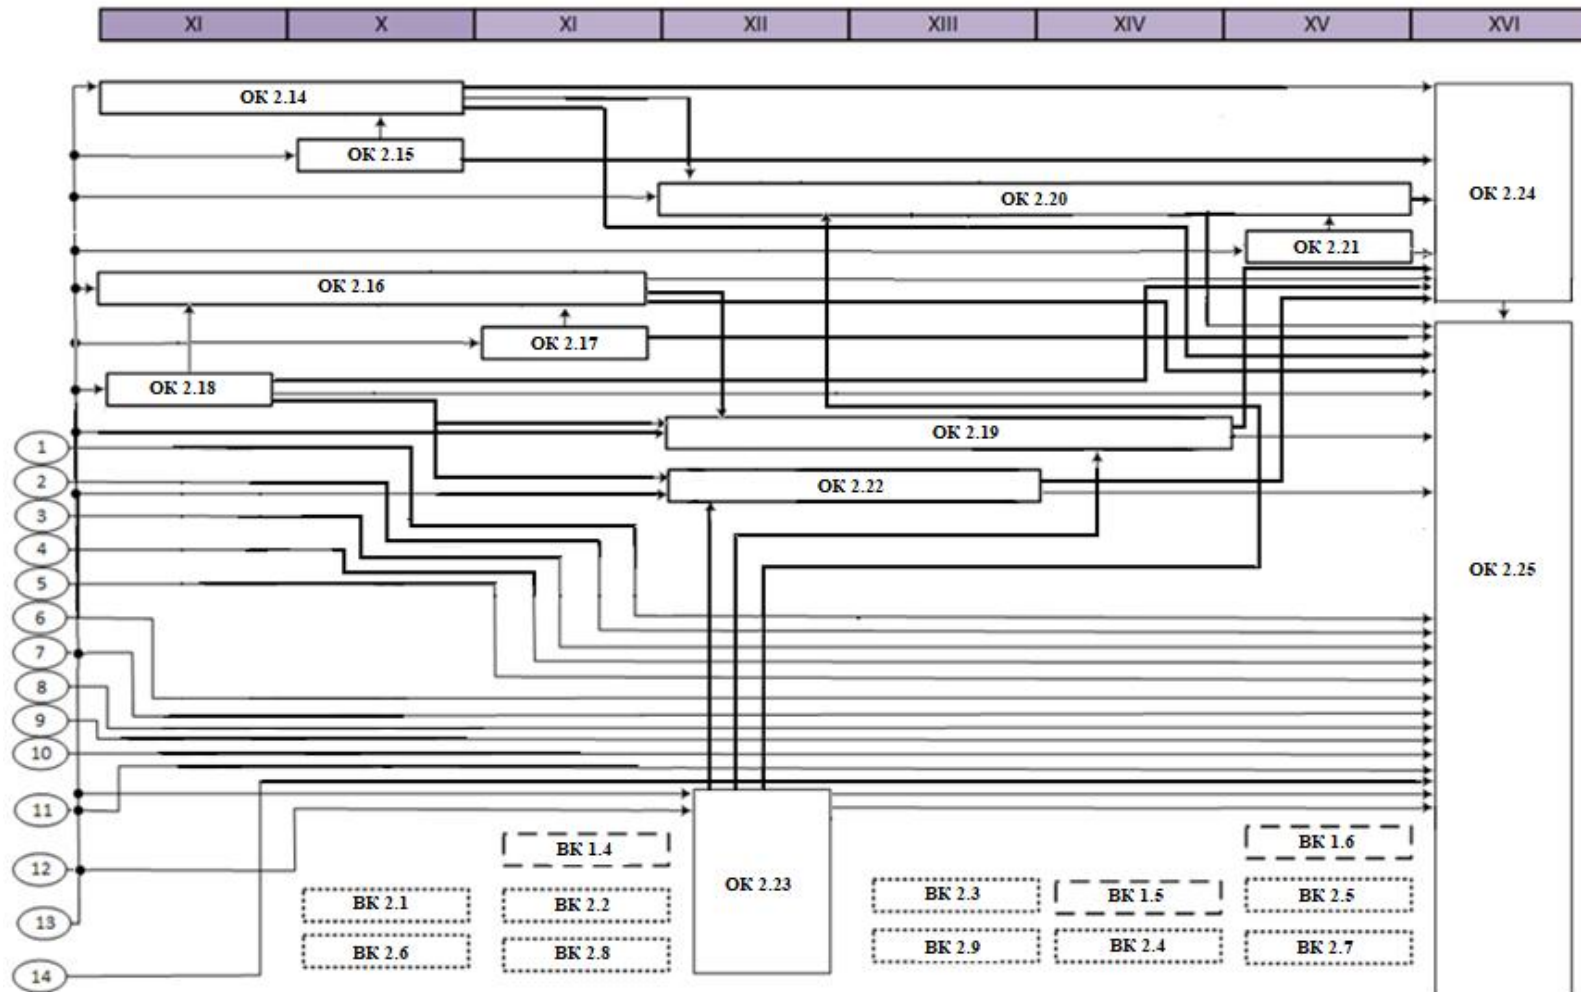 XI X XI XII XIII XIV XV XVI
ОК 2.14
ОК 2.15
ОК 2.20
ОК 2.24
ОК 2.21
ОК 2.16
ОК 2.17
ОК 2.18
ОК 2.19
1
2
ОК 2.22
3
4
5
ОК 2.25
6
7
8
9
10
11
12
13
14
ВК 1.4
ВК 1.6
ОК 2.23
ВК 2.1
ВК 2.2
ВК 2.3
ВК 1.5
ВК 2.5
ВК 2.6
ВК 2.8
ВК 2.9
ВК 2.4
ВК 2.7